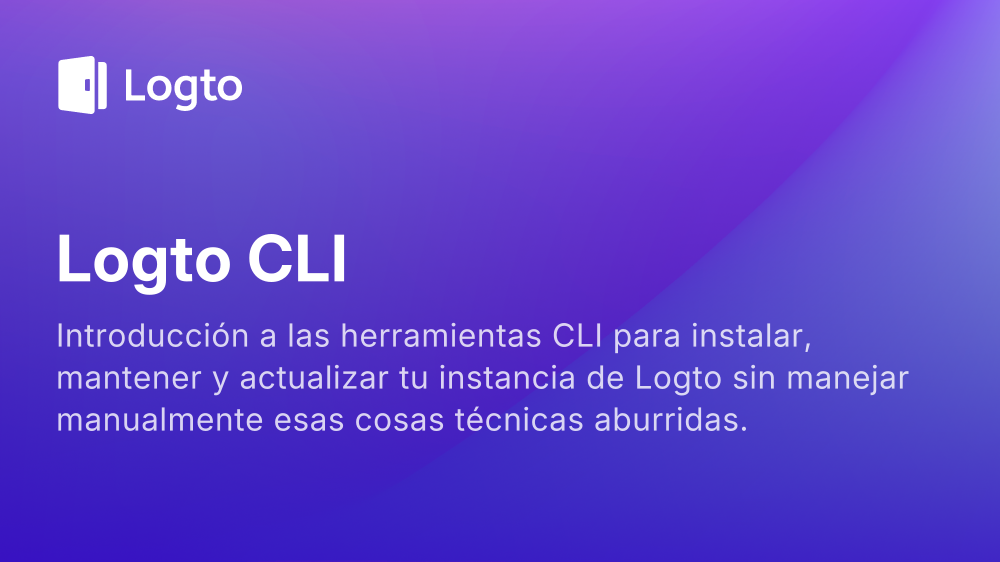 Logto
Logto CLI
Introducción a las herramientas CLI para instalar,
mantener y actualizar tu instancia de Logto sin manejar
manualmente esas cosas técnicas aburridas.